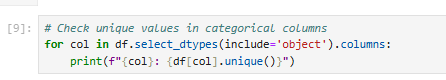 [9]: # Check unique values in categorical columns
for col in df.select_dtypes(include='object').columns:
    print(f"{col}: {df[col].unique()}")